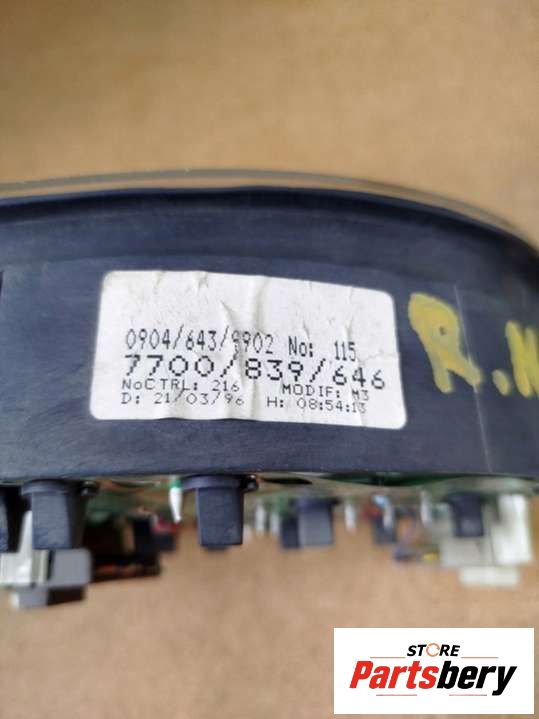 0904/643/9902 No: 115
7700/839/646
NoCTRL: 216 MODIF: M3
D: 21/03/96 H: 08:54:13
R.M
STORE
Partsbery